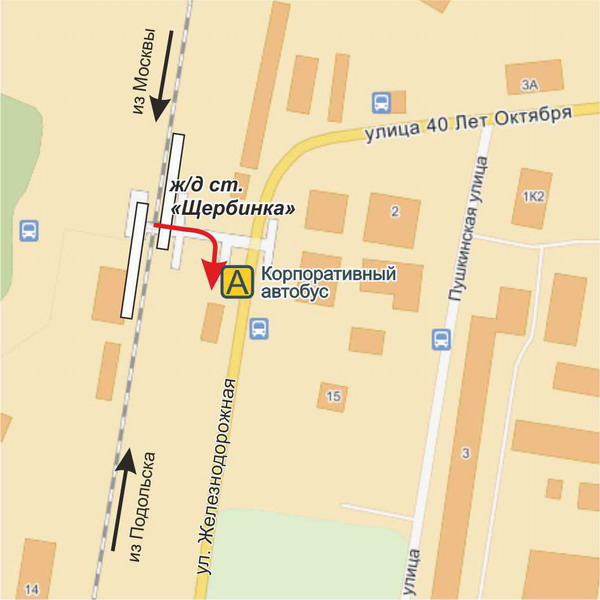 из Москвы
3А
улица 40 Лет Октября
ж/д ст.
«Щербинка»
1К2
2
Пушкинская улица
А
Корпоративный
автобус
15
3
ул. Железнодорожная
из Подольска
улица
14